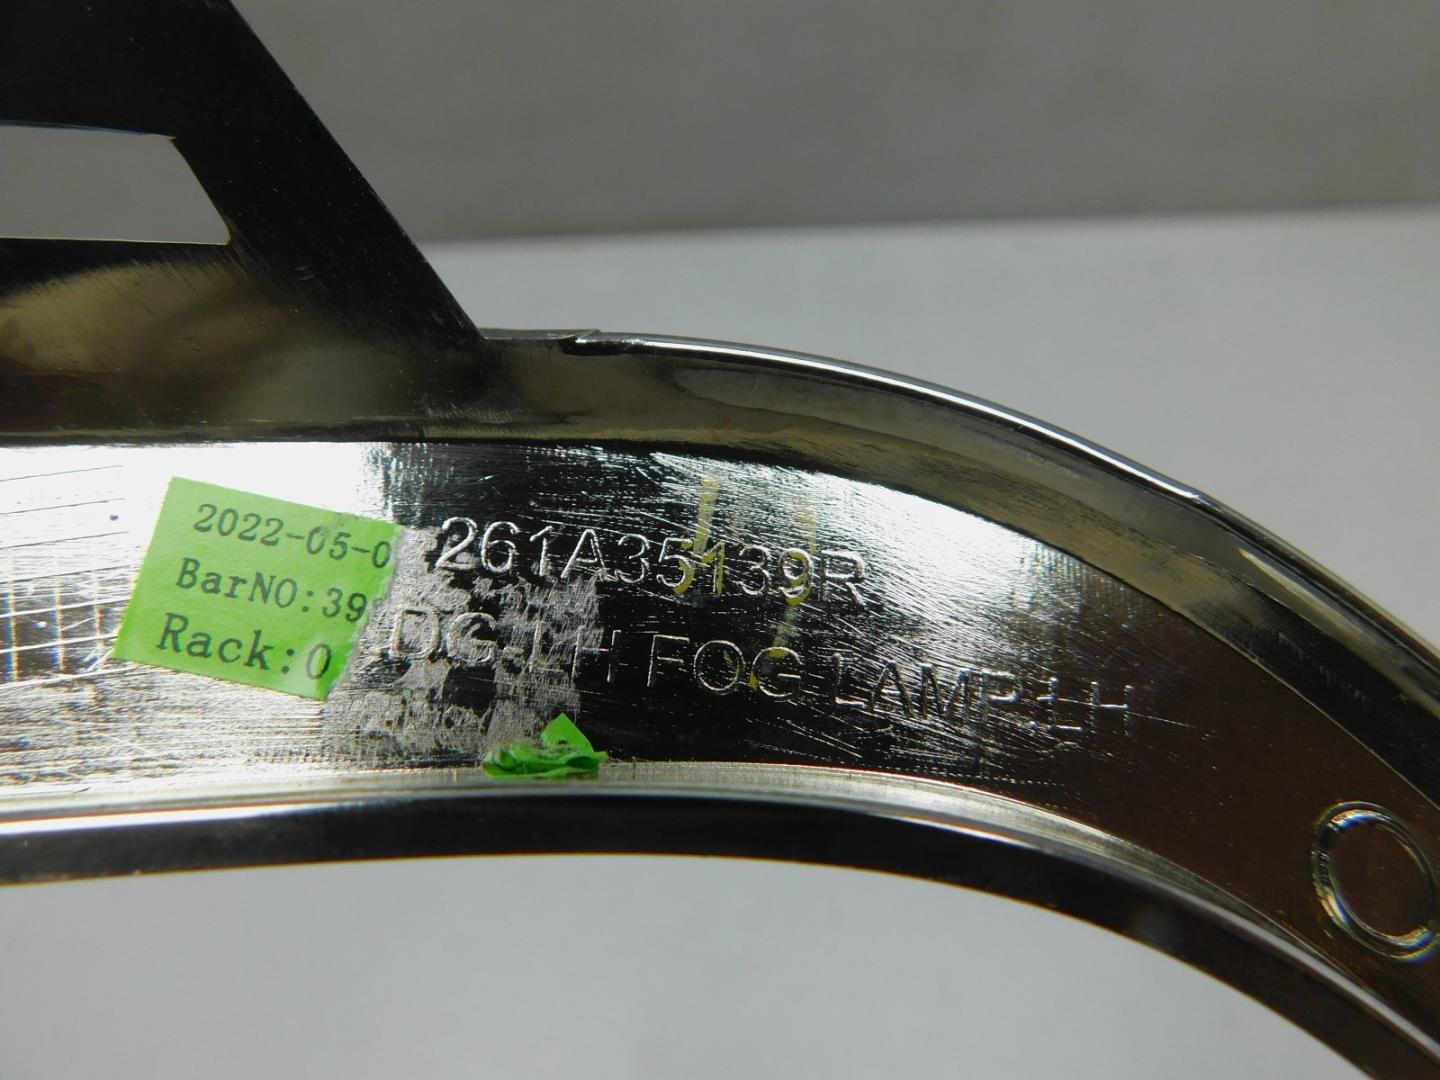 2022-05-0
BarNO:39
Rack:0
261A35139R
DG-LH FOG LAMP.LH